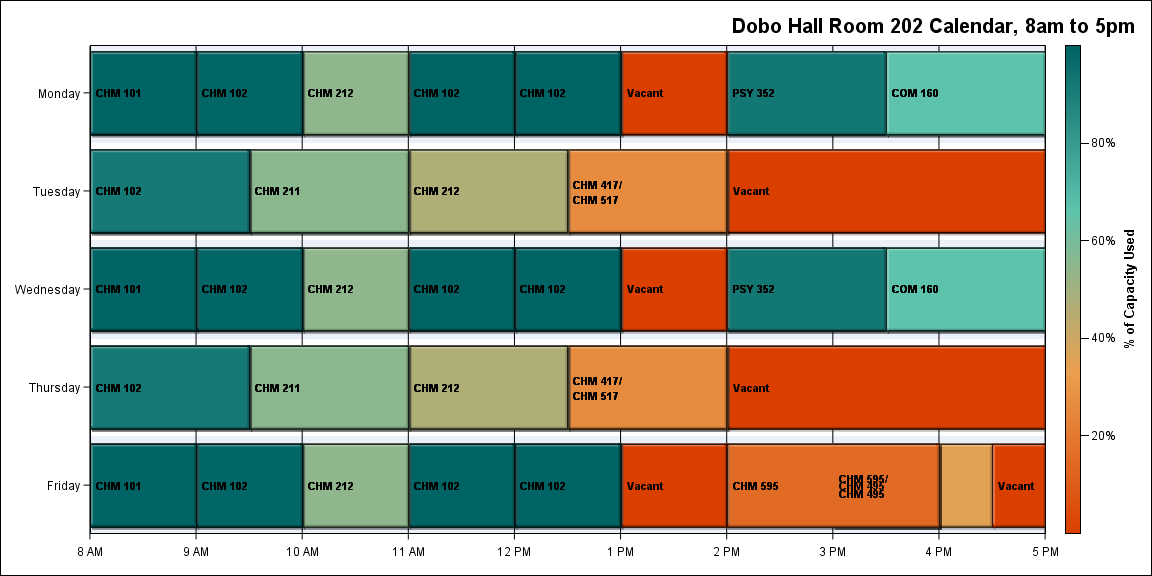 Dobo Hall Room 202 Calendar, 8am to 5pm
Monday
CHM 101
CHM 102
CHM 212
CHM 102
CHM 102
Vacant
PSY 352
COM 160
Tuesday
CHM 102
CHM 211
CHM 212
CHM 417/
CHM 517
Vacant
Wednesday
CHM 101
CHM 102
CHM 212
CHM 102
CHM 102
Vacant
PSY 352
COM 160
Thursday
CHM 102
CHM 211
CHM 212
CHM 417/
CHM 517
Vacant
Friday
CHM 101
CHM 102
CHM 212
CHM 102
CHM 102
Vacant
CHM 595
CHM 595/
CHM 495
CHM 495
Vacant
8 AM
9 AM
10 AM
11 AM
12 PM
1 PM
2 PM
3 PM
4 PM
5 PM
80%
60%
40%
20%
% of Capacity Used